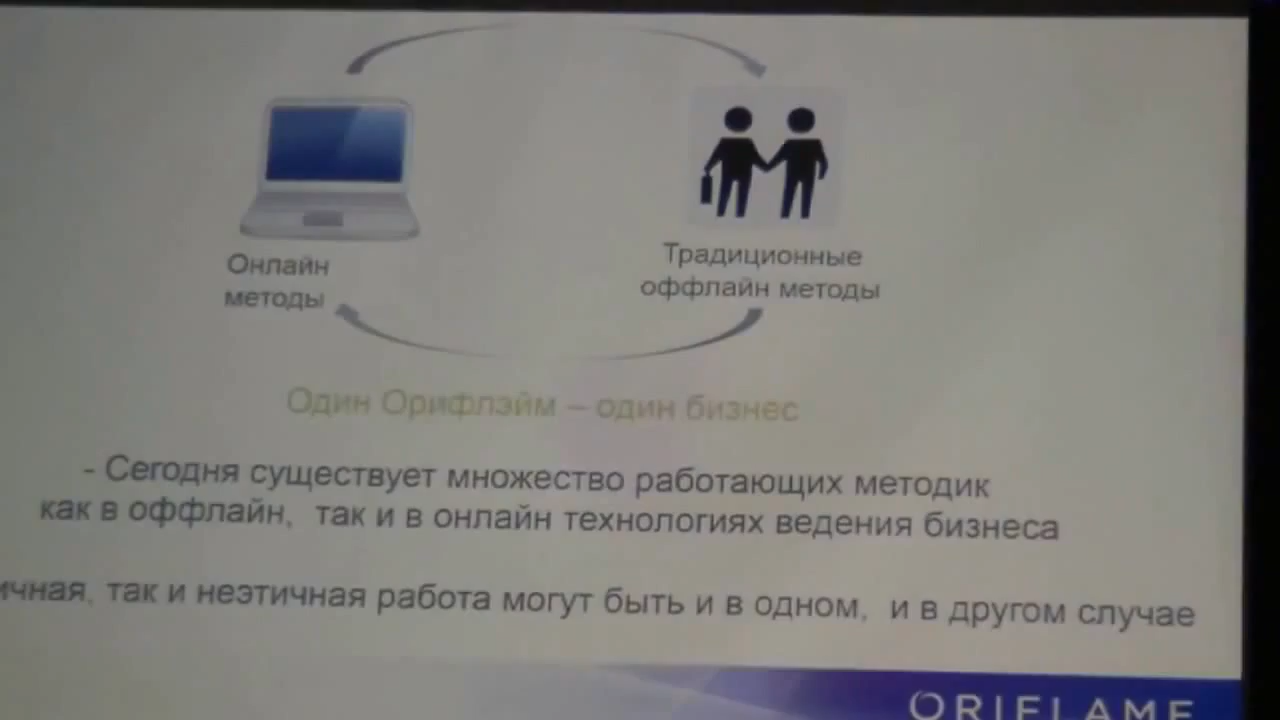 Онлайн
методы
Традиционные
оффлайн методы
Один Орифлэйм – один бизнес
- Сегодня существует множество работающих методик
как в оффлайн, так и в онлайн технологиях ведения бизнеса
так и неэтичная работа могут быть и в одном, и в другом случае
ORIFLAME